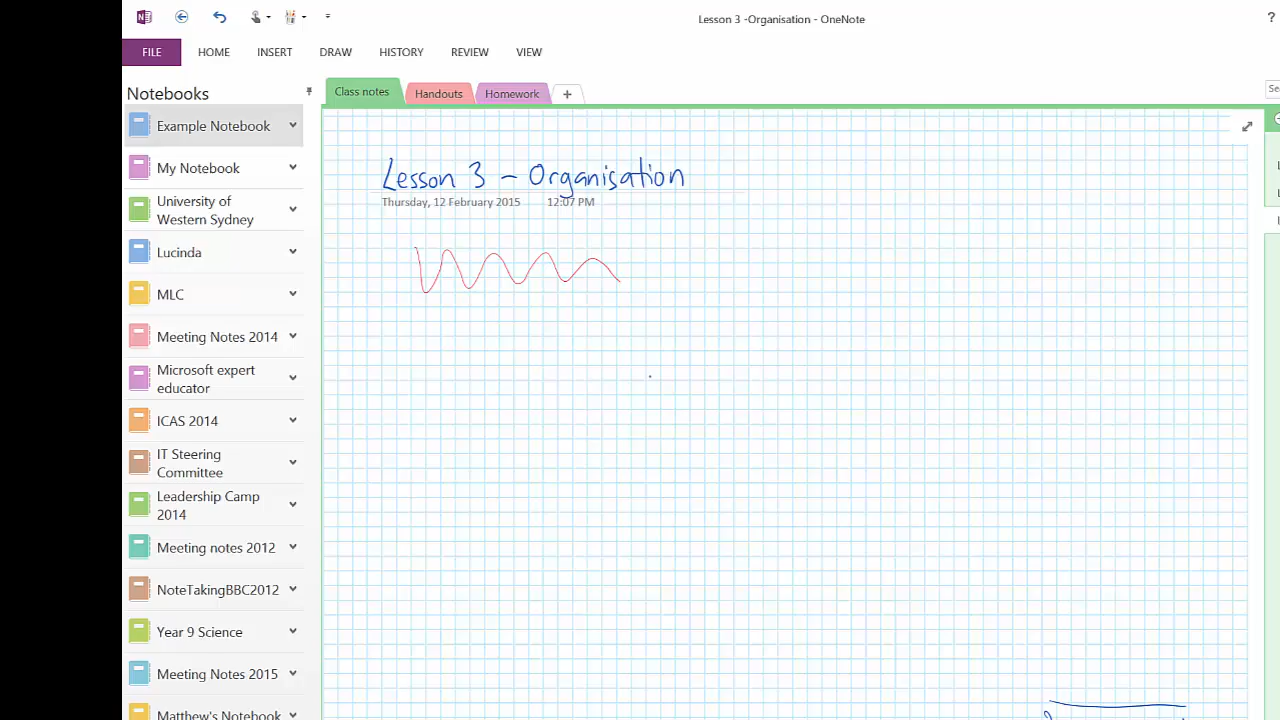 Lesson 3 -Organisation - OneNote
?
FILE
HOME
INSERT
DRAW
HISTORY
REVIEW
VIEW
Notebooks
Class notes
Handouts
Homework
+
Example Notebook
My Notebook
University of
Western Sydney
Lucinda
MLC
Meeting Notes 2014
Microsoft expert
educator
ICAS 2014
IT Steering
Committee
Leadership Camp
2014
Meeting notes 2012
NoteTakingBBC2012
Year 9 Science
Meeting Notes 2015
Matthew's Notebook
Lesson 3 - Organisation
Thursday, 12 February 2015 12:07 PM